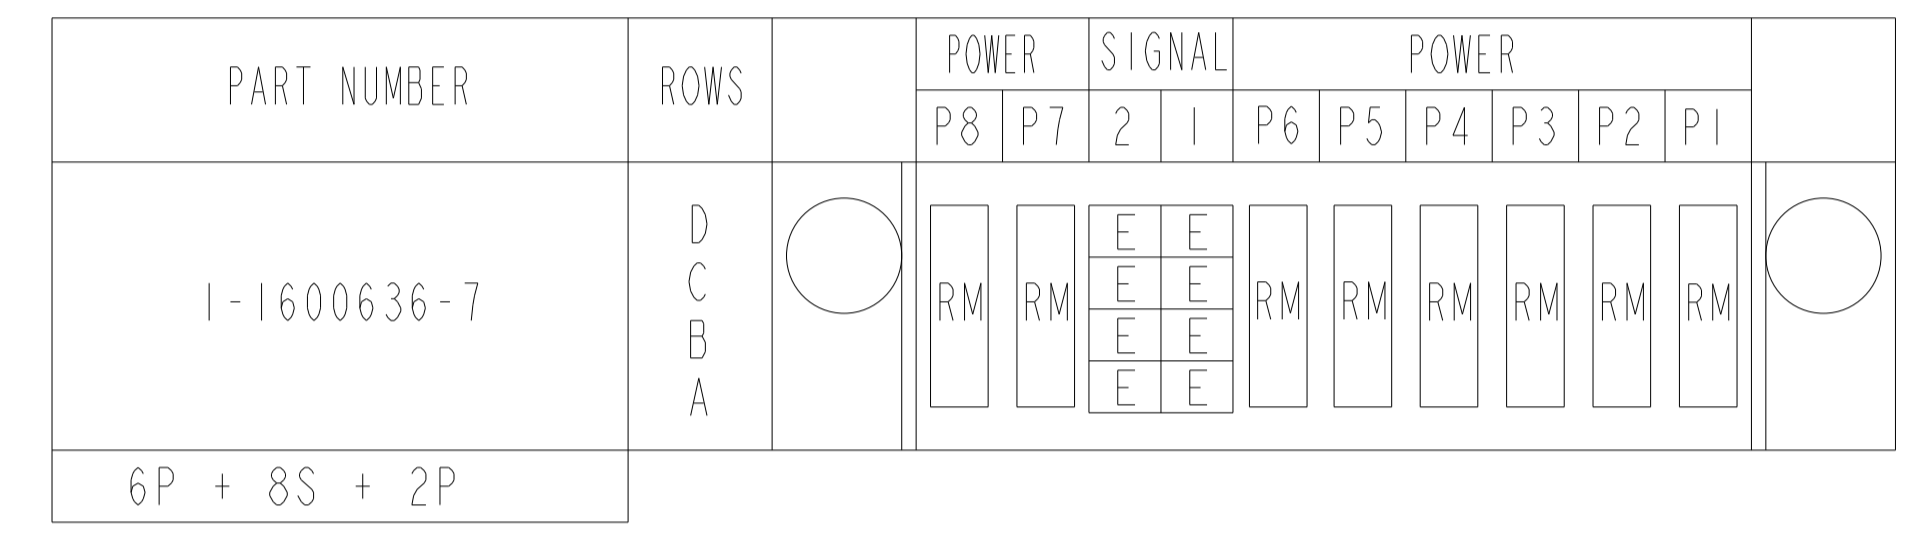 PART NUMBER ROWS POWER SIGNAL POWER
P8 P7 2 1 P6 P5 P4 P3 P2 P1
D E E
C E E
1-1600636-7 RM RM RM RM RM RM RM RM
B E E
A E E
6P + 8S + 2P